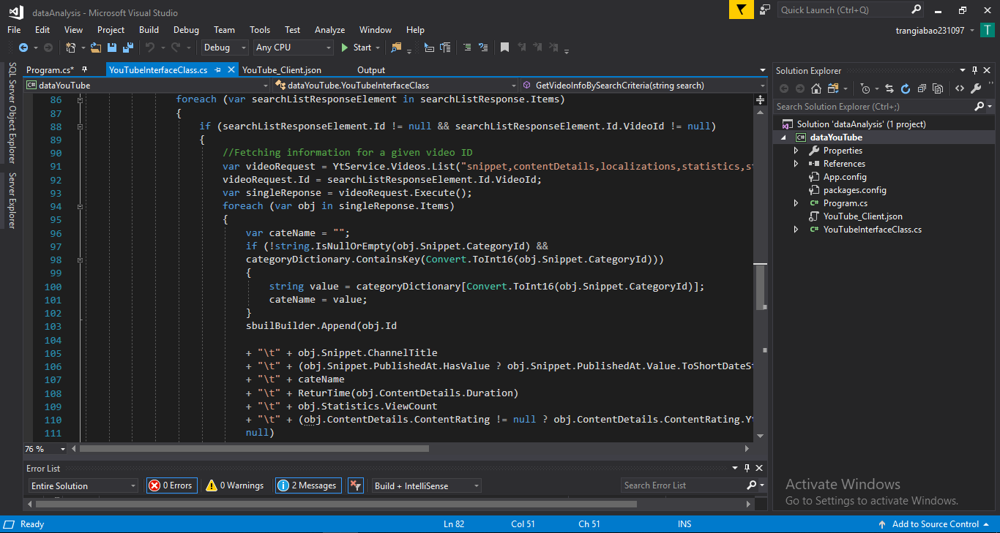 dataAnalysis - Microsoft Visual Studio
Quick Launch (Ctrl+Q)
File Edit View Project Build Debug Team Tools Test Analyze Window Help
trangiabao231097 T
Debug Any CPU Start
SQL Server Object Explorer
Server Explorer
Program.cs* YouTubeInterfaceClass.cs YouTube_Client.json Output
dataYouTube dataYouTube.YouTubeInterfaceClass GetVideoInfoBySearchCriteria(string search)
86 foreach (var searchListResponseElement in searchListResponse.Items)
87 {
88 if (searchListResponseElement.Id != null && searchListResponseElement.Id.VideoId != null)
89 {
90 //Fetching information for a given video ID
91 var videoRequest = YtService.Videos.List("snippet,contentDetails,localizations,statistics,s
92 videoRequest.Id = searchListResponseElement.Id.VideoId;
93 var singleReponse = videoRequest.Execute();
94 foreach (var obj in singleReponse.Items)
95 {
96 var cateName = "";
97 if (!string.IsNullOrEmpty(obj.Snippet.CategoryId) &&
98 categoryDictionary.ContainsKey(Convert.ToInt16(obj.Snippet.CategoryId)))
99 {
100 string value = categoryDictionary[Convert.ToInt16(obj.Snippet.CategoryId)];
101 cateName = value;
102 }
103 sbuilBuilder.Append(obj.Id
104
105 + "\t" + obj.Snippet.ChannelTitle
106 + "\t" + (obj.Snippet.PublishedAt.HasValue ? obj.Snippet.PublishedAt.Value.ToShortDateS
107 + "\t" + cateName
108 + "\t" + ReturTime(obj.ContentDetails.Duration)
109 + "\t" + obj.Statistics.ViewCount
110 + "\t" + (obj.ContentDetails.ContentRating != null ? obj.ContentDetails.ContentRating.Y
111 null)
76 %
Solution Explorer
Search Solution Explorer (Ctrl+;)
Solution 'dataAnalysis' (1 project)
C# dataYouTube
Properties
References
App.config
packages.config
C# Program.cs
YouTube_Client.json
C# YouTubeInterfaceClass.cs
Error List
Entire Solution 0 Errors 0 Warnings 2 Messages Build + IntelliSense Search Error List
Activate Windows
Go to Settings to activate Windows.
Ready Ln 82 Col 51 Ch 51 INS Add to Source Control